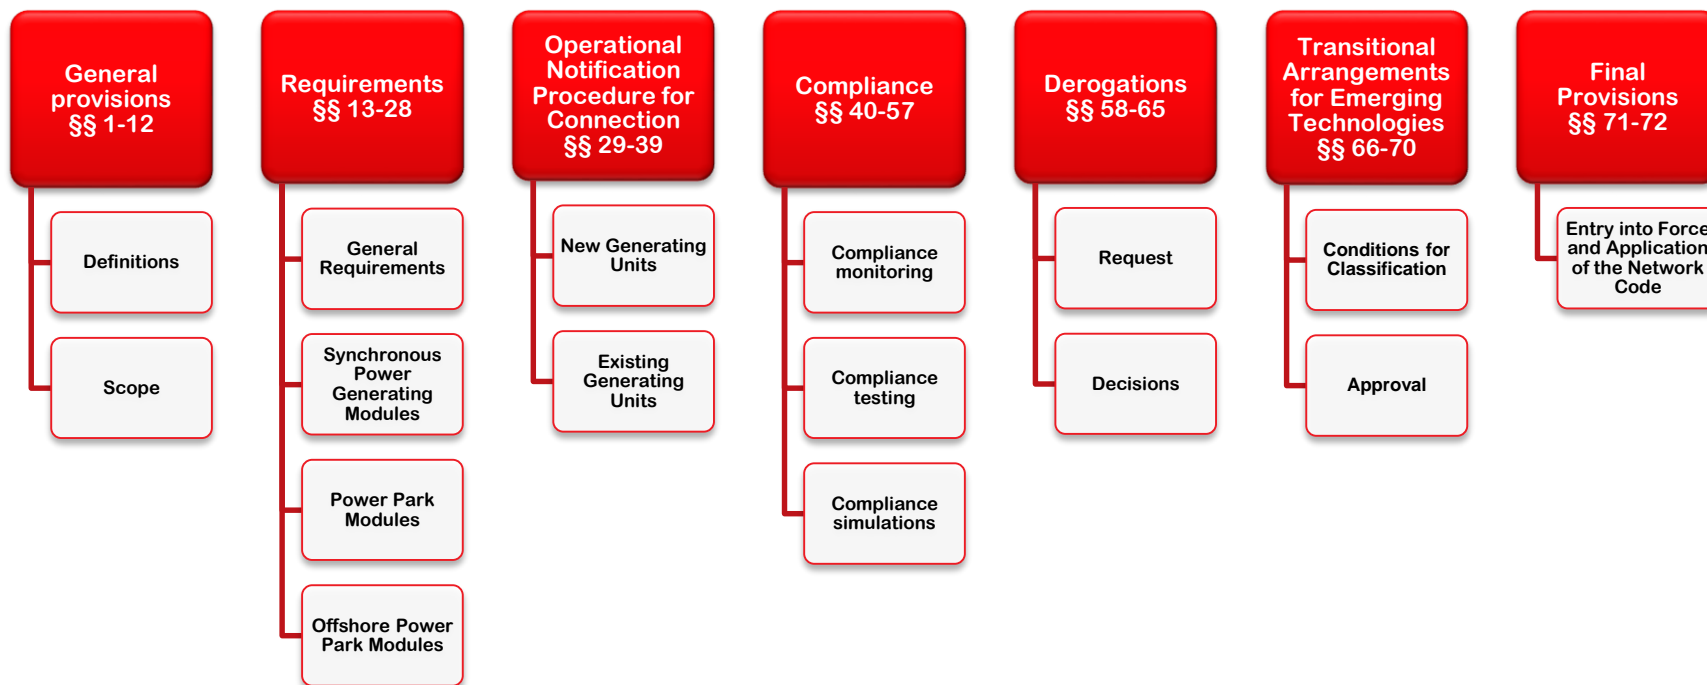 General
provisions
§§ 1-12
Definitions
Scope
Requirements
§§ 13-28
General
Requirements
Synchronous
Power
Generating
Modules
Power Park
Modules
Offshore Power
Park Modules
Operational
Notification
Procedure for
Connection
§§ 29-39
New Generating
Units
Existing
Generating
Units
Compliance
§§ 40-57
Compliance
monitoring
Compliance
testing
Compliance
simulations
Derogations
§§ 58-65
Request
Decisions
Transitional
Arrangements
for Emerging
Technologies
§§ 66-70
Conditions for
Classification
Approval
Final
Provisions
§§ 71-72
Entry into Force
and Application
of the Network
Code